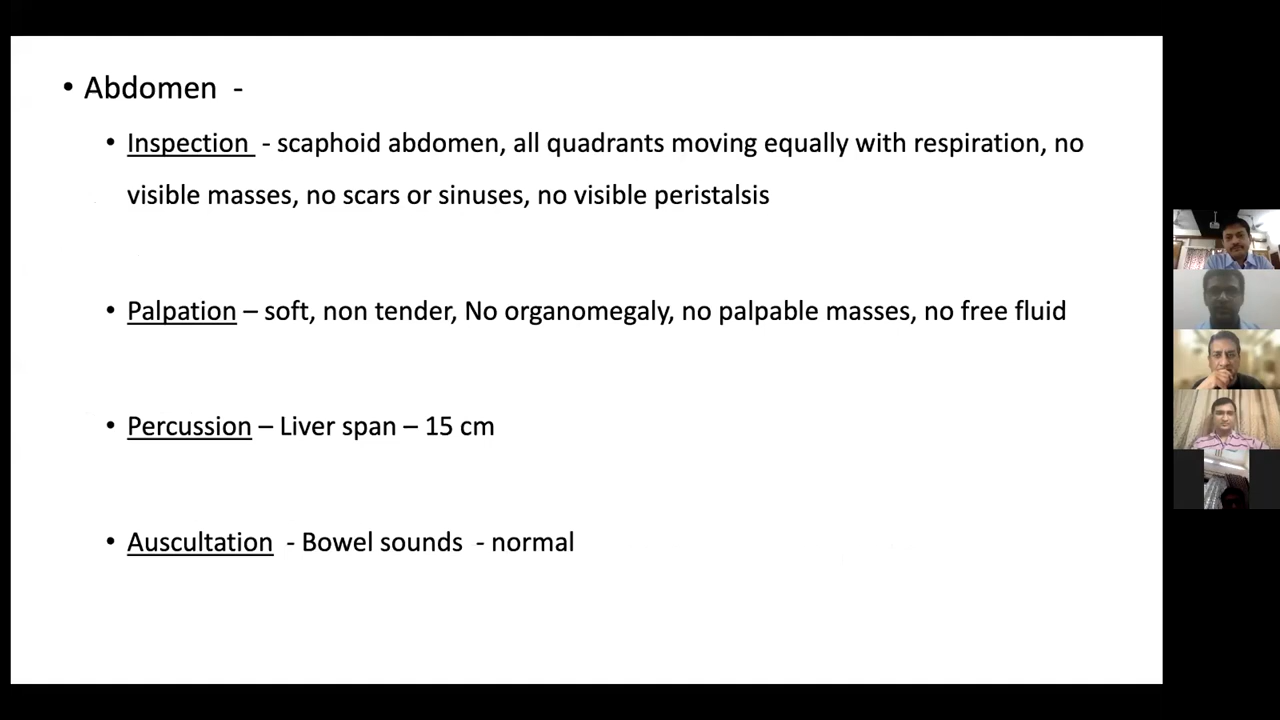 • Abdomen -
• Inspection - scaphoid abdomen, all quadrants moving equally with respiration, no
visible masses, no scars or sinuses, no visible peristalsis
• Palpation – soft, non tender, No organomegaly, no palpable masses, no free fluid
• Percussion – Liver span – 15 cm
• Auscultation - Bowel sounds - normal